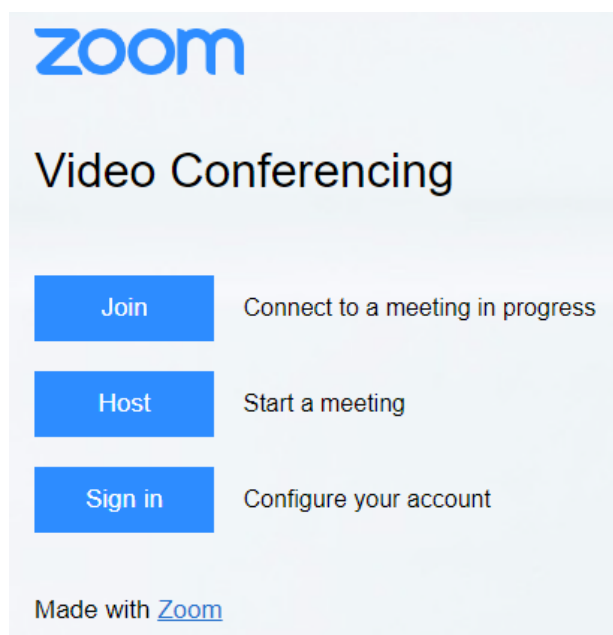 zoom
Video Conferencing
Join Connect to a meeting in progress
Host Start a meeting
Sign in Configure your account
Made with Zoom